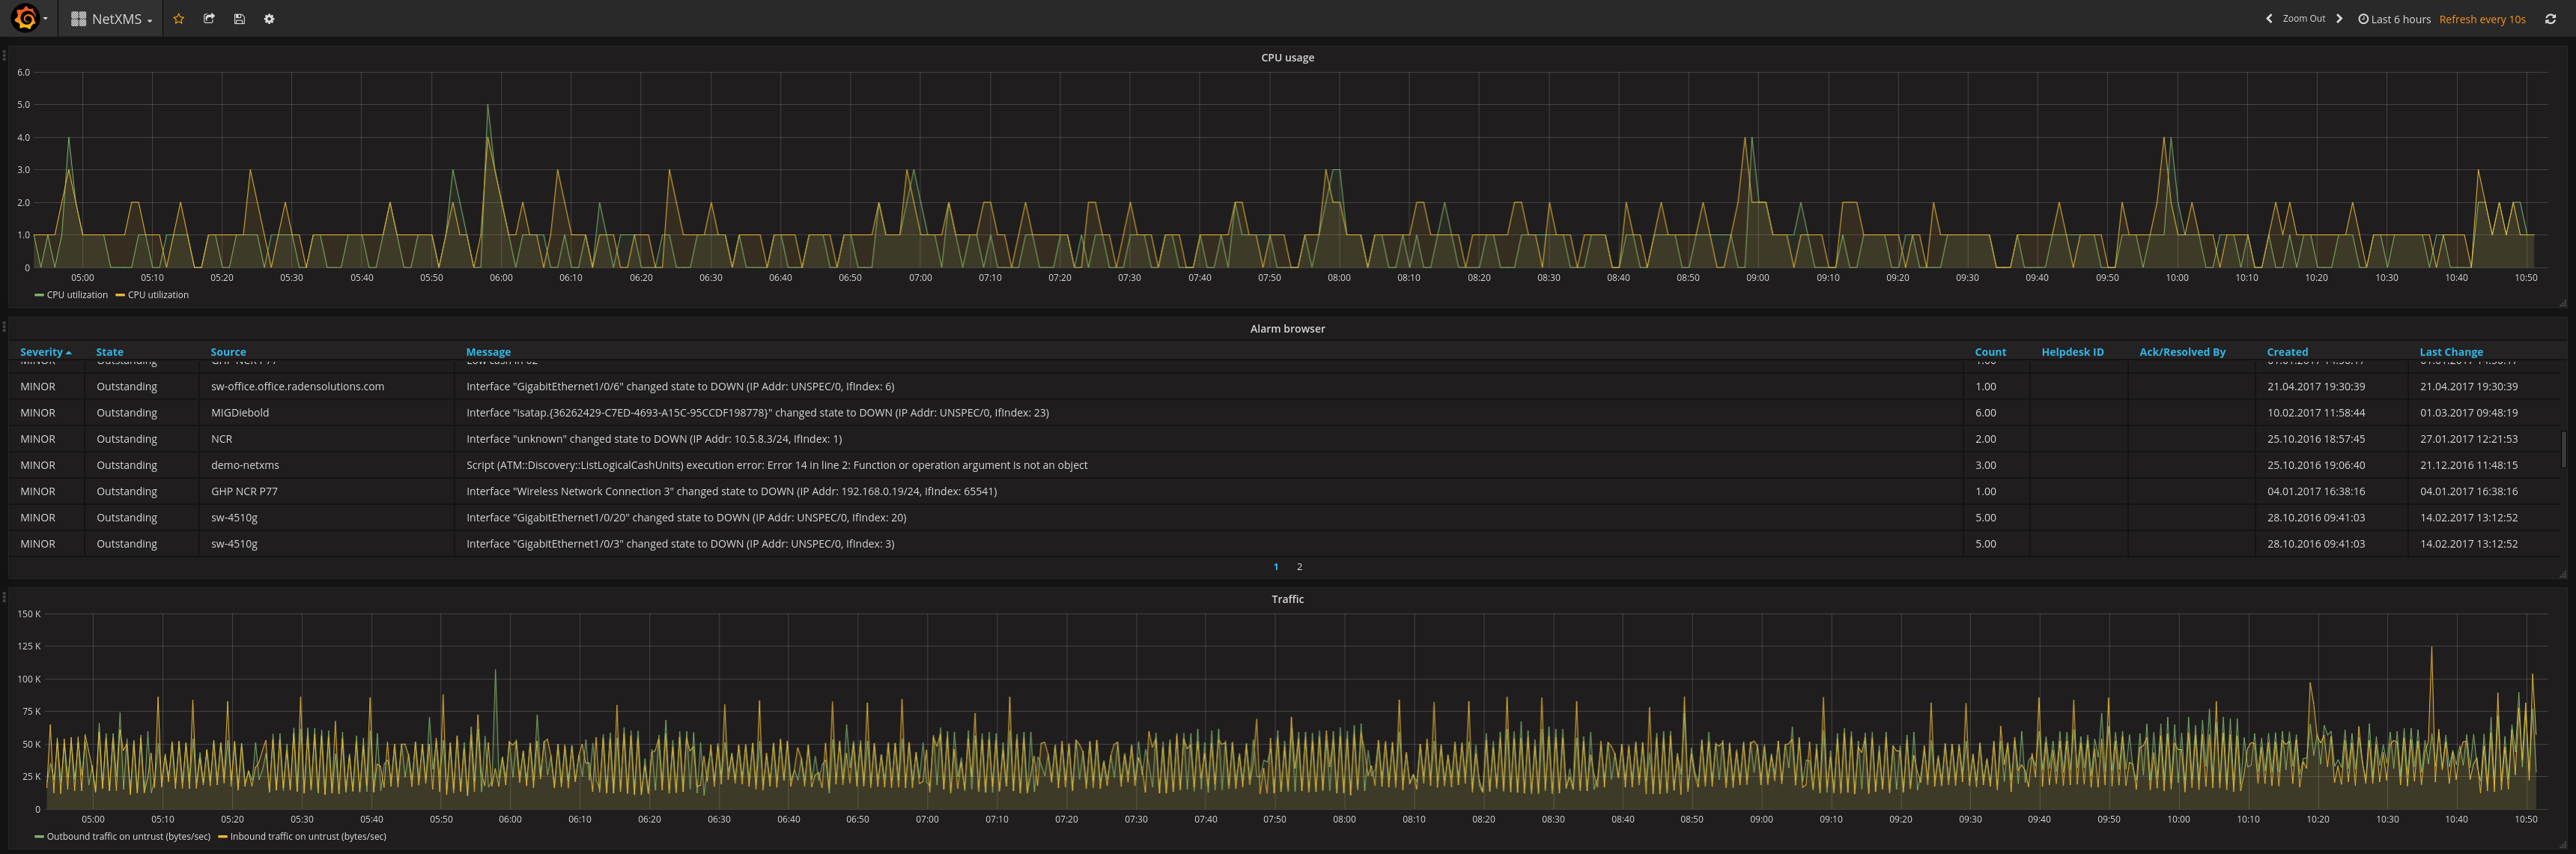 NetXMS
Zoom Out Last 6 hours Refresh every 10s
CPU usage
6.0
5.0
4.0
3.0
2.0
1.0
0
05:00 05:10 05:20 05:30 05:40 05:50 06:00 06:10 06:20 06:30 06:40 06:50 07:00 07:10 07:20 07:30 07:40 07:50 08:00 08:10 08:20 08:30 08:40 08:50 09:00 09:10 09:20 09:30 09:40 09:50 10:00 10:10 10:20 10:30 10:40 10:50
CPU utilization CPU utilization
Alarm browser
Severity State Source Message Count Helpdesk ID Ack/Resolved By Created Last Change
MINOR Outstanding GHP NCR P77
MINOR Outstanding sw-office.office.radensolutions.com Interface "GigabitEthernet1/0/6" changed state to DOWN (IP Addr: UNSPEC/0, IfIndex: 6) 1.00 21.04.2017 19:30:39 21.04.2017 19:30:39
MINOR Outstanding MIGDiebold Interface "isatap.{36262429-C7ED-4693-A15C-95CCDF198778}" changed state to DOWN (IP Addr: UNSPEC/0, IfIndex: 23) 6.00 10.02.2017 11:58:44 01.03.2017 09:48:19
MINOR Outstanding NCR Interface "unknown" changed state to DOWN (IP Addr: 10.5.8.3/24, IfIndex: 1) 2.00 25.10.2016 18:57:45 27.01.2017 12:21:53
MINOR Outstanding demo-netxms Script (ATM::Discovery::ListLogicalCashUnits) execution error: Error 14 in line 2: Function or operation argument is not an object 3.00 25.10.2016 19:06:40 21.12.2016 11:48:15
MINOR Outstanding GHP NCR P77 Interface "Wireless Network Connection 3" changed state to DOWN (IP Addr: 192.168.0.19/24, IfIndex: 65541) 1.00 04.01.2017 16:38:16 04.01.2017 16:38:16
MINOR Outstanding sw-4510g Interface "GigabitEthernet1/0/20" changed state to DOWN (IP Addr: UNSPEC/0, IfIndex: 20) 5.00 28.10.2016 09:41:03 14.02.2017 13:12:52
MINOR Outstanding sw-4510g Interface "GigabitEthernet1/0/3" changed state to DOWN (IP Addr: UNSPEC/0, IfIndex: 3) 5.00 28.10.2016 09:41:03 14.02.2017 13:12:52
1 2
Traffic
150 K
125 K
100 K
75 K
50 K
25 K
0
05:00 05:10 05:20 05:30 05:40 05:50 06:00 06:10 06:20 06:30 06:40 06:50 07:00 07:10 07:20 07:30 07:40 07:50 08:00 08:10 08:20 08:30 08:40 08:50 09:00 09:10 09:20 09:30 09:40 09:50 10:00 10:10 10:20 10:30 10:40 10:50
Outbound traffic on untrust (bytes/sec) Inbound traffic on untrust (bytes/sec)